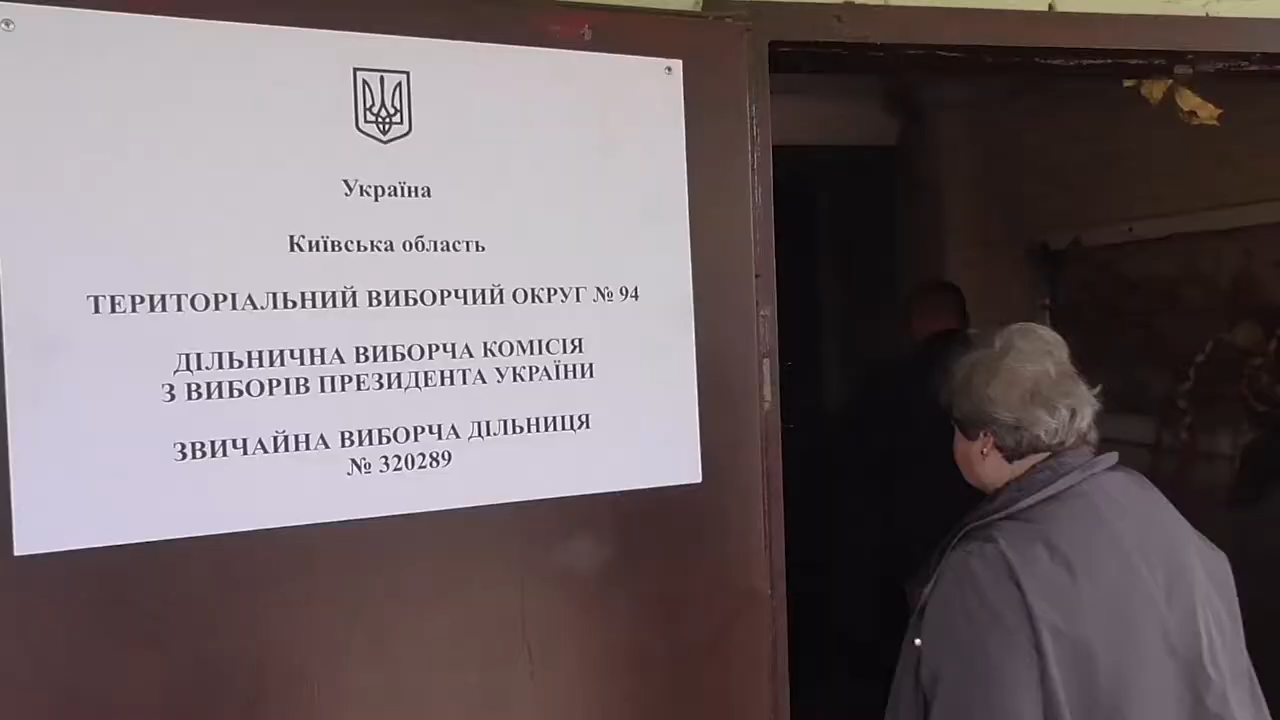 Україна
Київська область
ТЕРИТОРІАЛЬНИЙ ВИБОРЧИЙ ОКРУГ № 94
ДІЛЬНИЧНА ВИБОРЧА КОМІСІЯ
З ВИБОРІВ ПРЕЗИДЕНТА УКРАЇНИ
ЗВИЧАЙНА ВИБОРЧА ДІЛЬНИЦЯ
№ 320289